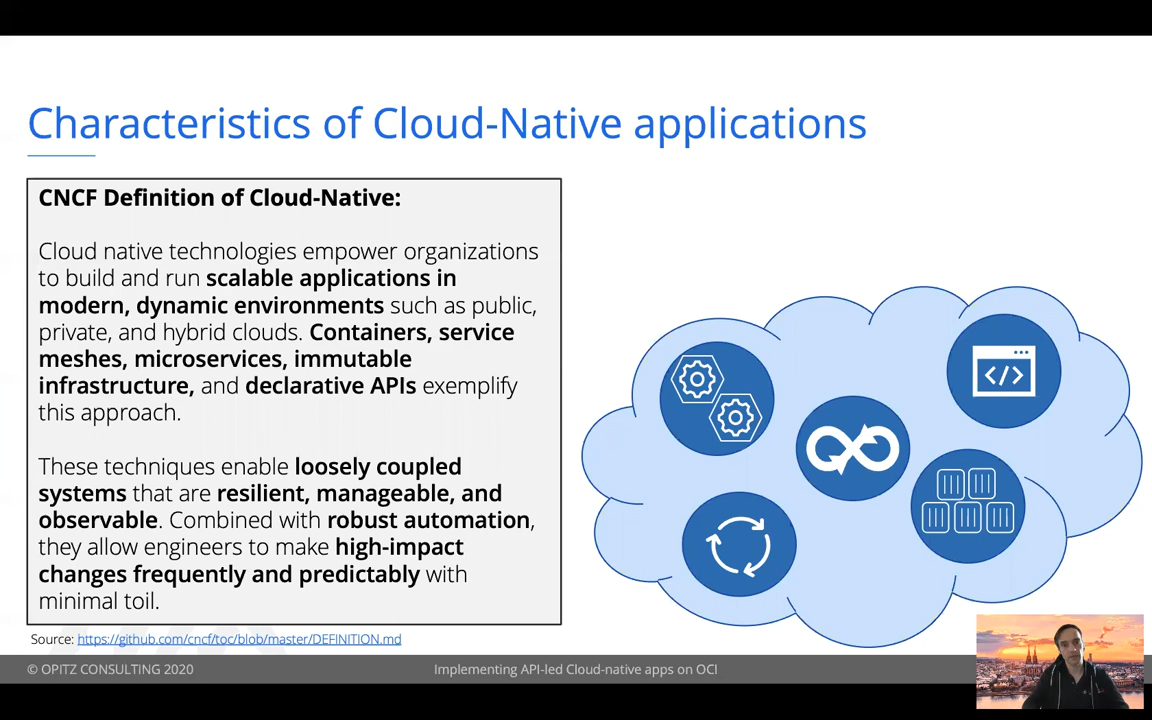 Characteristics of Cloud-Native applications
CNCF Definition of Cloud-Native:
Cloud native technologies empower organizations
to build and run scalable applications in
modern, dynamic environments such as public,
private, and hybrid clouds. Containers, service
meshes, microservices, immutable
infrastructure, and declarative APIs exemplify
this approach.
These techniques enable loosely coupled
systems that are resilient, manageable, and
observable. Combined with robust automation,
they allow engineers to make high-impact
changes frequently and predictably with
minimal toil.
Source: https://github.com/cncf/toc/blob/master/DEFINITION.md
© OPITZ CONSULTING 2020
Implementing API-led Cloud-native apps on OCI